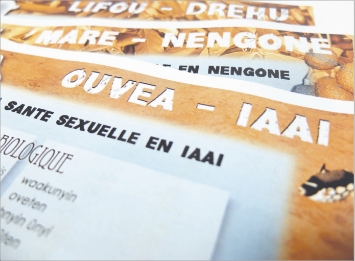 LIFOU - DREHU
MARE - NENGONE
EN NENGONE
OUVEA - IAAI
SANTE SEXUELLE EN IAAI
BIOLOGIQUE
waakunyin
oveten